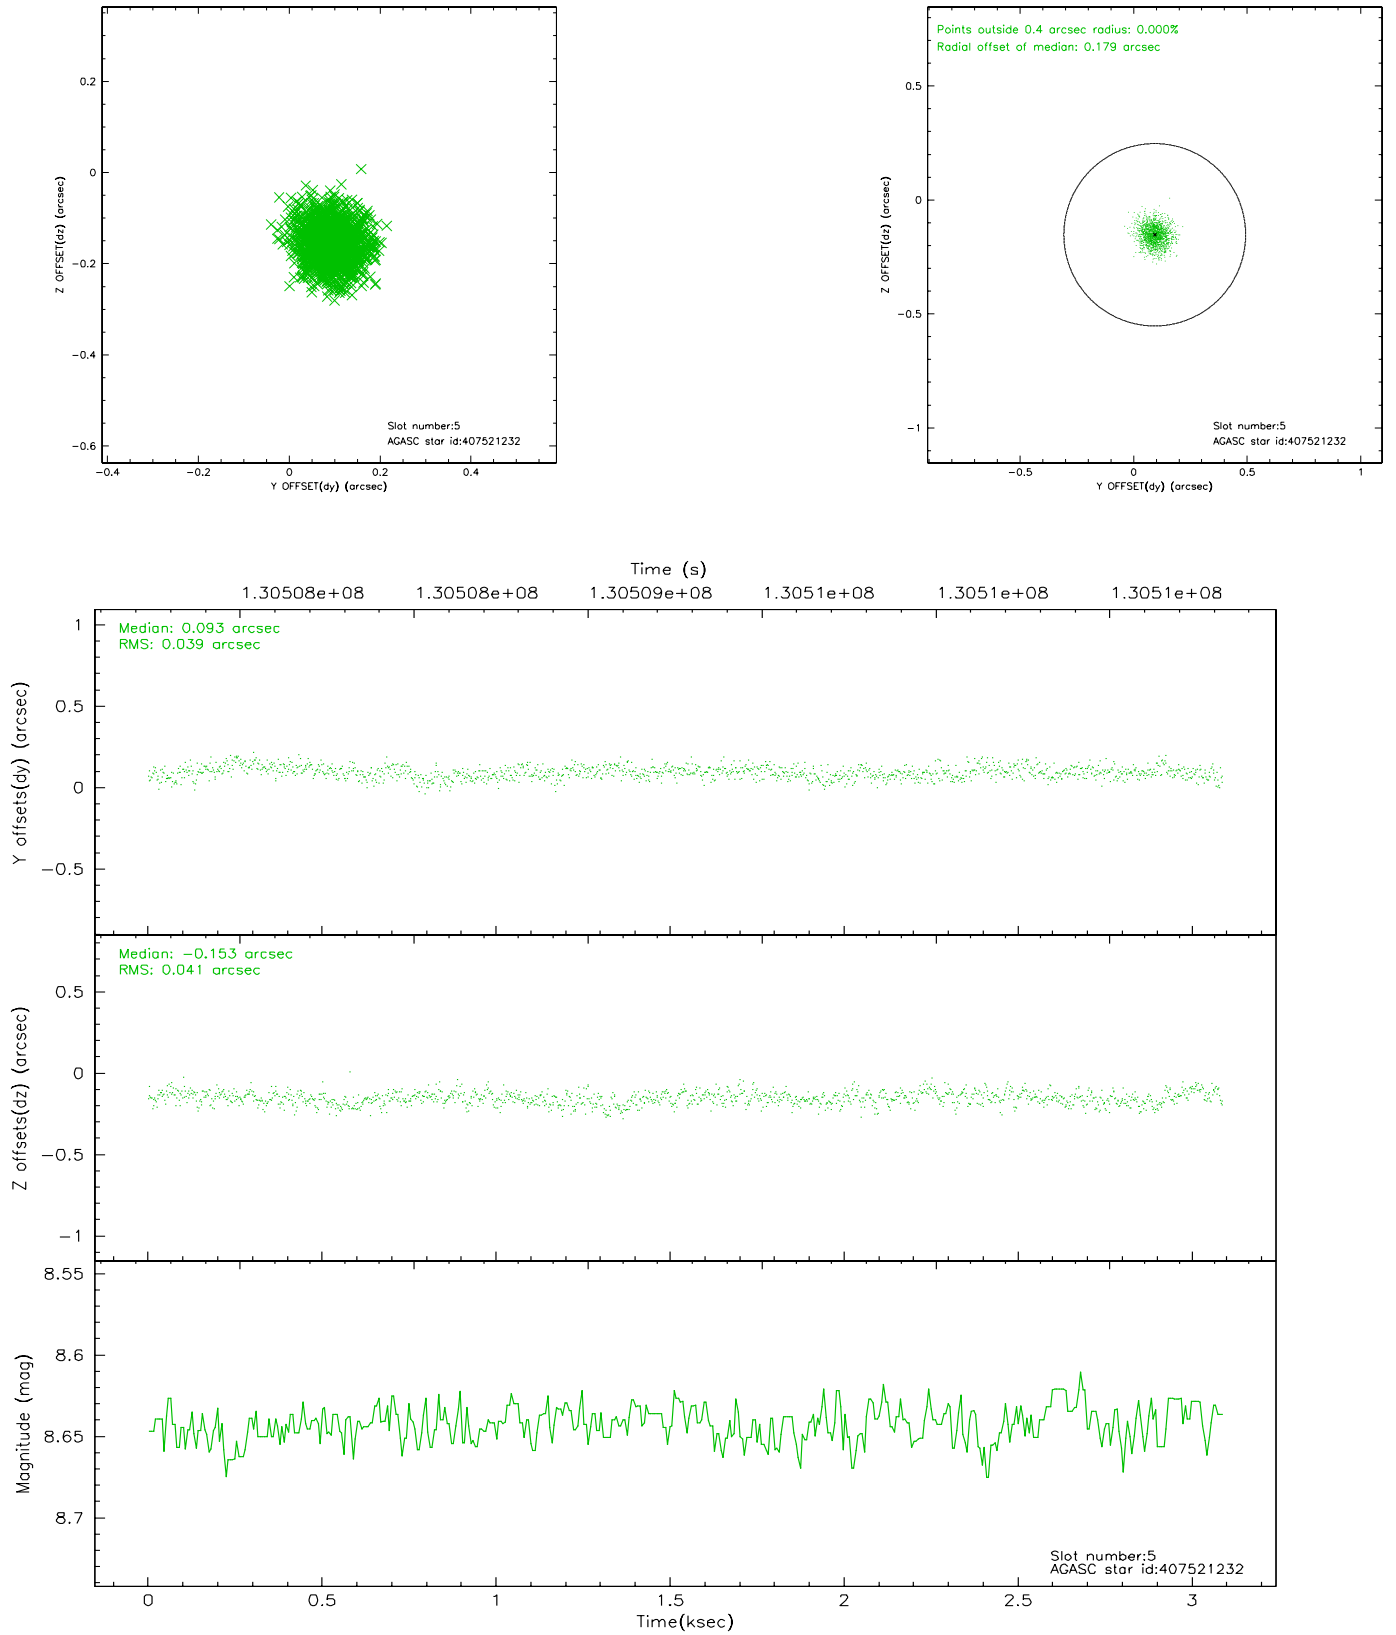 0.2
0
−0.2
−0.4
−0.6
Z OFFSET(dz) (arcsec)
Slot number:5
AGASC star id:407521232
−0.4 −0.2 0 0.2 0.4
Y OFFSET(dy) (arcsec)
Points outside 0.4 arcsec radius: 0.000%
Radial offset of median: 0.179 arcsec
0.5
0
−0.5
−1
Z OFFSET(dz) (arcsec)
Slot number:5
AGASC star id:407521232
−0.5 0 0.5 1
Y OFFSET(dy) (arcsec)
Time (s)
1.30508e+08 1.30508e+08 1.30509e+08 1.3051e+08 1.3051e+08 1.3051e+08
Median: 0.093 arcsec
RMS: 0.039 arcsec
1
0.5
0
−0.5
Y offsets(dy) (arcsec)
Median: −0.153 arcsec
RMS: 0.041 arcsec
0.5
0
−0.5
−1
Z offsets(dz) (arcsec)
8.55
8.6
8.65
8.7
Magnitude (mag)
Slot number:5
AGASC star id:407521232
0 0.5 1 1.5 2 2.5 3
Time(ksec)